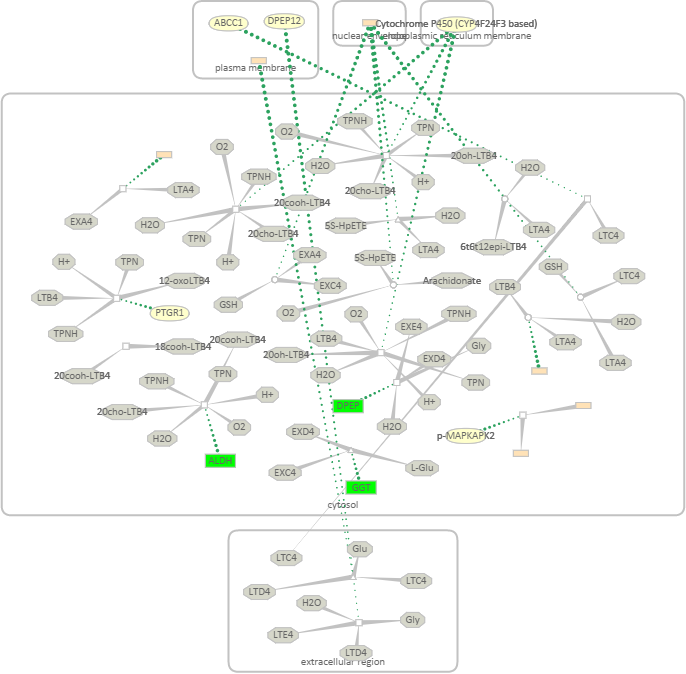 ABCC1
DPEP12
Cytochrome P450 (CYP4F24F3 based)
nuclear envelope
endoplasmic reticulum membrane
plasma membrane
O2
TPNH
TPN
O2
H2O
20oh-LTB4
H2O
TPNH
LTA4
20cooh-LTB4
20cho-LTB4
H+
EXA4
H2O
5S-HpETE
H2O
TPN
20cho-LTB4
LTA4
LTC4
6t6t12epi-LTB4
LTA4
H+
TPN
H+
EXA4
5S-HpETE
GSH
LTC4
12-oxoLTB4
Arachidonate
LTB4
EXC4
LTB4
GSH
PTGR1
O2
O2
TPNH
H2O
TPNH
EXE4
LTB4
20cooh-LTB4
LTA4
18cooh-LTB4
20oh-LTB4
Gly
EXD4
LTA4
20cooh-LTB4
TPNH
TPN
H2O
TPN
H+
20cho-LTB4
H+
DPEP
H2O
O2
H2O
EXD4
p-MAPKAPK2
ALDH
EXC4
L-Glu
GGT
cytosol
LTC4
Glu
LTD4
LTC4
H2O
Gly
LTE4
LTD4
extracellular region